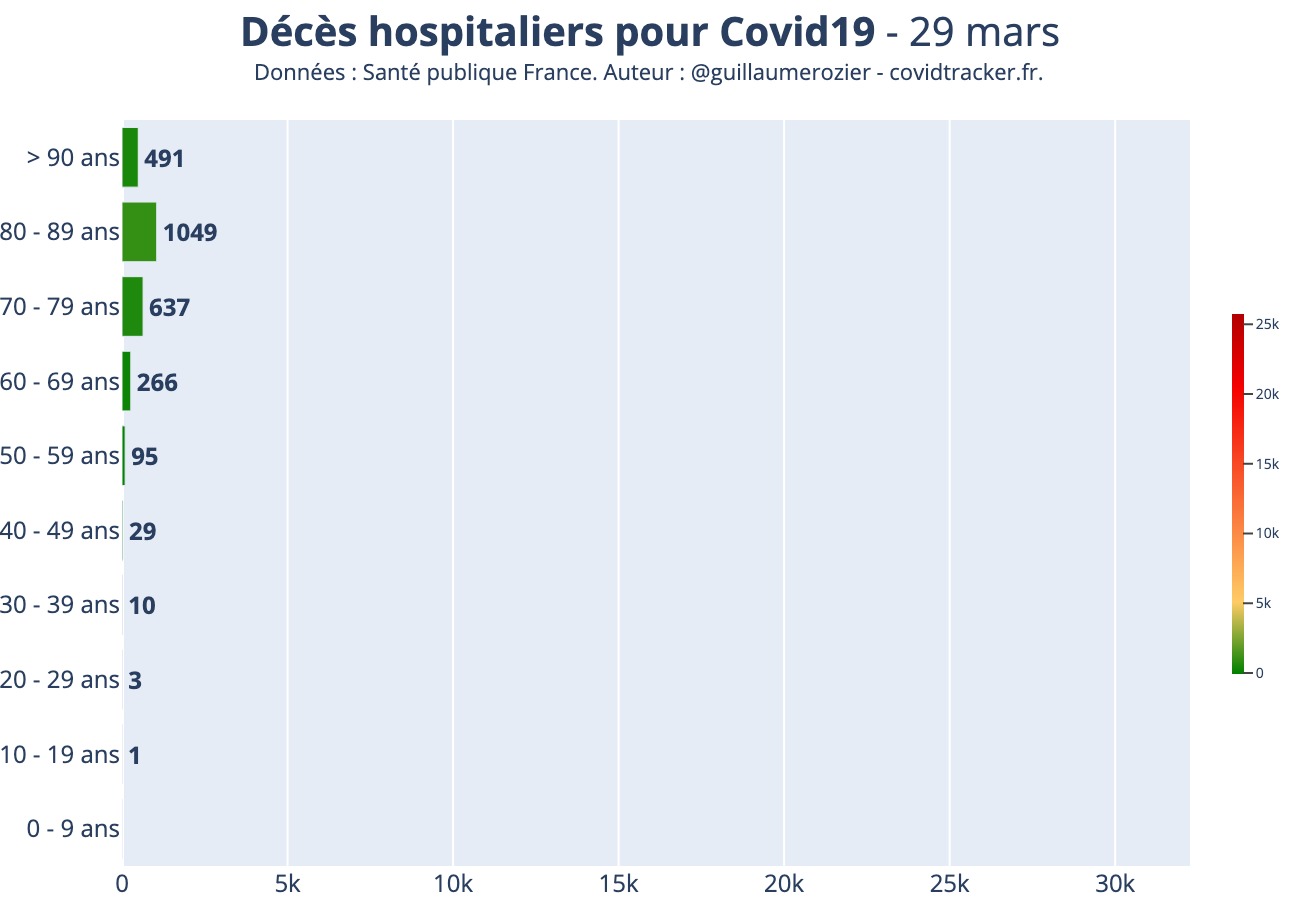 Décès hospitaliers pour Covid19 - 29 mars
Données : Santé publique France. Auteur : @guillaumerozier - covidtracker.fr.
> 90 ans 491
80 - 89 ans 1049
70 - 79 ans 637
60 - 69 ans 266
50 - 59 ans 95
40 - 49 ans 29
30 - 39 ans 10
20 - 29 ans 3
10 - 19 ans 1
0 - 9 ans
0 5k 10k 15k 20k 25k 30k
25k
20k
15k
10k
5k
0